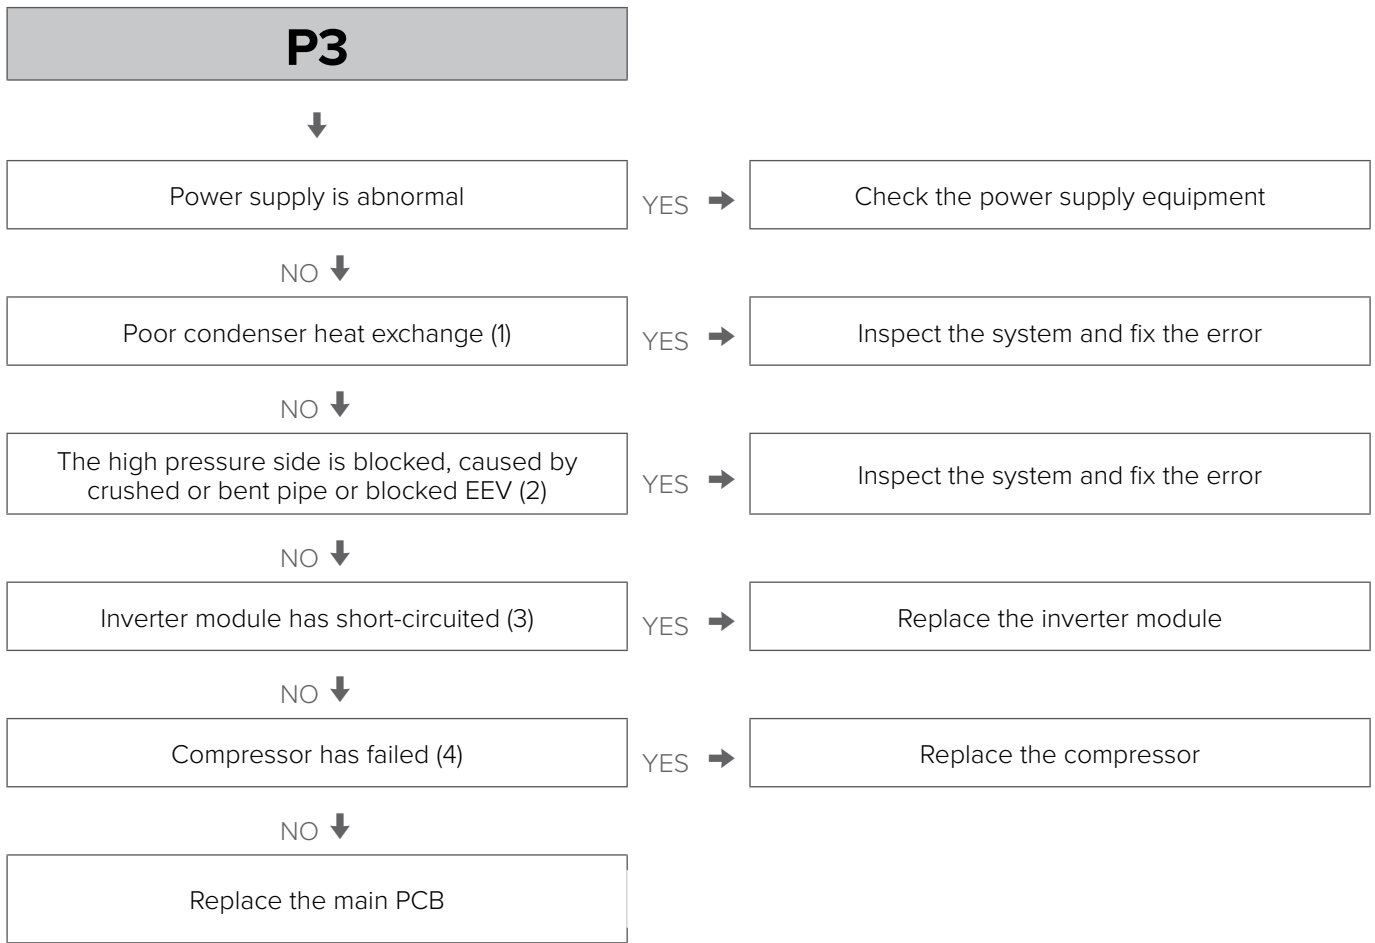 P3
Power supply is abnormal
YES
Check the power supply equipment
NO
Poor condenser heat exchange (1)
YES
Inspect the system and fix the error
NO
The high pressure side is blocked, caused by
crushed or bent pipe or blocked EEV (2)
YES
Inspect the system and fix the error
NO
Inverter module has short-circuited (3)
YES
Replace the inverter module
NO
Compressor has failed (4)
YES
Replace the compressor
NO
Replace the main PCB